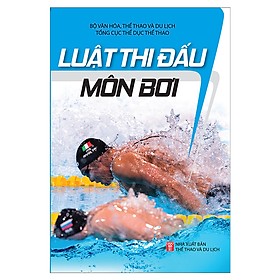 BỘ VĂN HÓA, THỂ THAO VÀ DU LỊCH
TỔNG CỤC THỂ DỤC THỂ THAO
LUẬT THI ĐẤU
MÔN BƠI
NHÀ XUẤT BẢN
THỂ THAO VÀ DU LỊCH